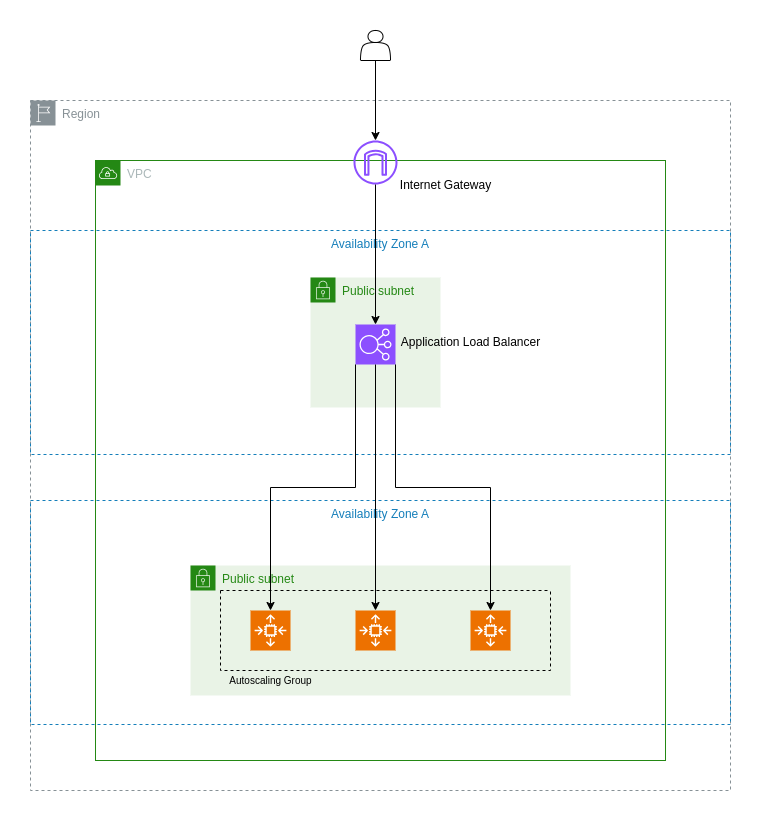 Region
VPC
Internet Gateway
Availability Zone A
Public subnet
Application Load Balancer
Availability Zone A
Public subnet
Autoscaling Group